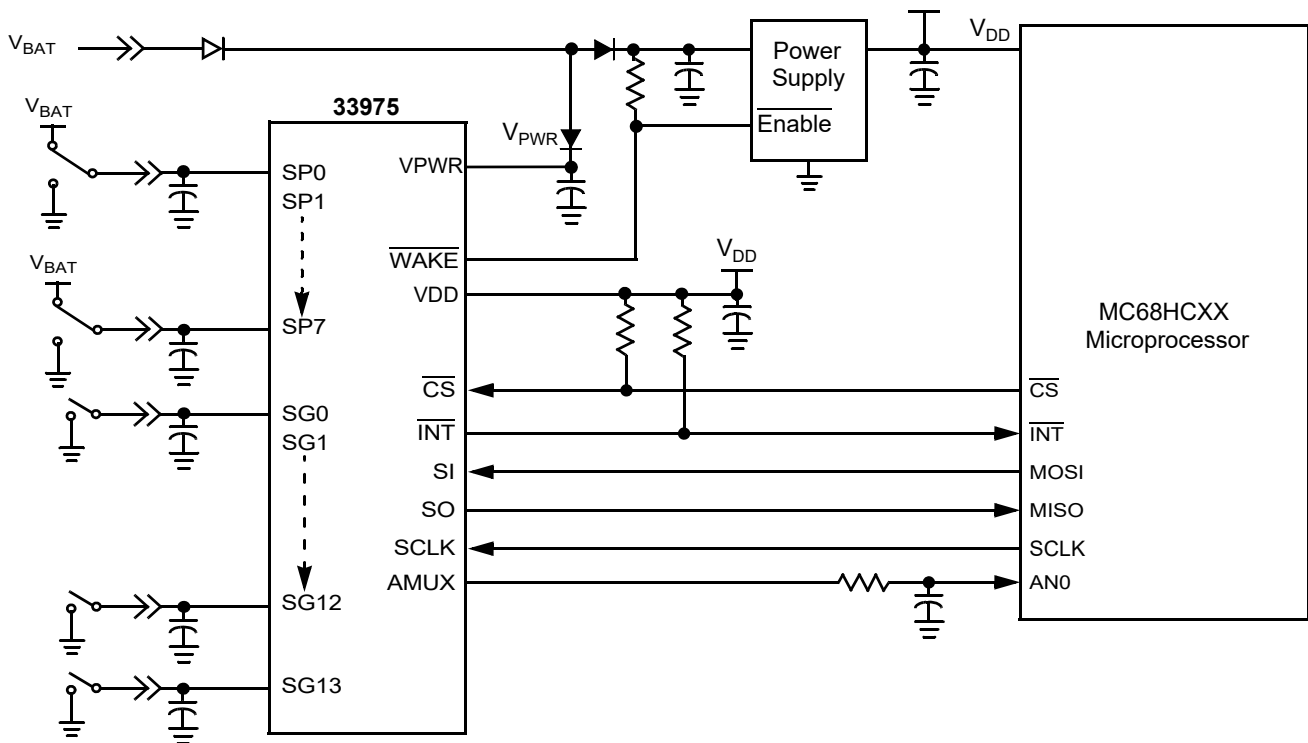 V_BAT
V_DD
Power
Supply
Enable
V_BAT
33975
V_PWR
VPWR
SP0
SP1
WAKE
V_DD
V_BAT
VDD
SP7
MC68HCXX
Microprocessor
CS
CS
SG0
SG1
INT
INT
SI
MOSI
SO
MISO
SCLK
SCLK
AMUX
AN0
SG12
SG13